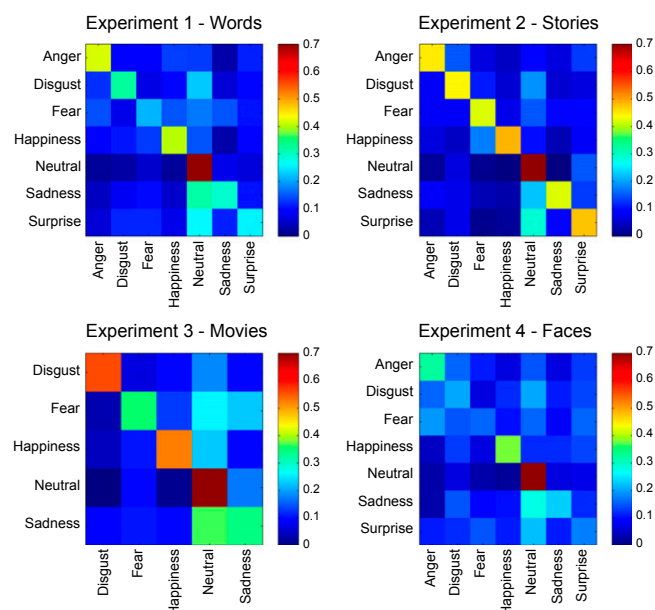 Experiment 1 - Words
Anger
Disgust
Fear
Happiness
Neutral
Sadness
Surprise
Anger
Disgust
Fear
Happiness
Neutral
Sadness
Surprise
0.7
0.6
0.5
0.4
0.3
0.2
0.1
0
Experiment 2 - Stories
Anger
Disgust
Fear
Happiness
Neutral
Sadness
Surprise
Anger
Disgust
Fear
Happiness
Neutral
Sadness
Surprise
0.7
0.6
0.5
0.4
0.3
0.2
0.1
0
Experiment 3 - Movies
Disgust
Fear
Happiness
Neutral
Sadness
Disgust
Fear
Happiness
Neutral
Sadness
0.7
0.6
0.5
0.4
0.3
0.2
0.1
0
Experiment 4 - Faces
Anger
Disgust
Fear
Happiness
Neutral
Sadness
Surprise
Anger
Disgust
Fear
Happiness
Neutral
Sadness
Surprise
0.7
0.6
0.5
0.4
0.3
0.2
0.1
0